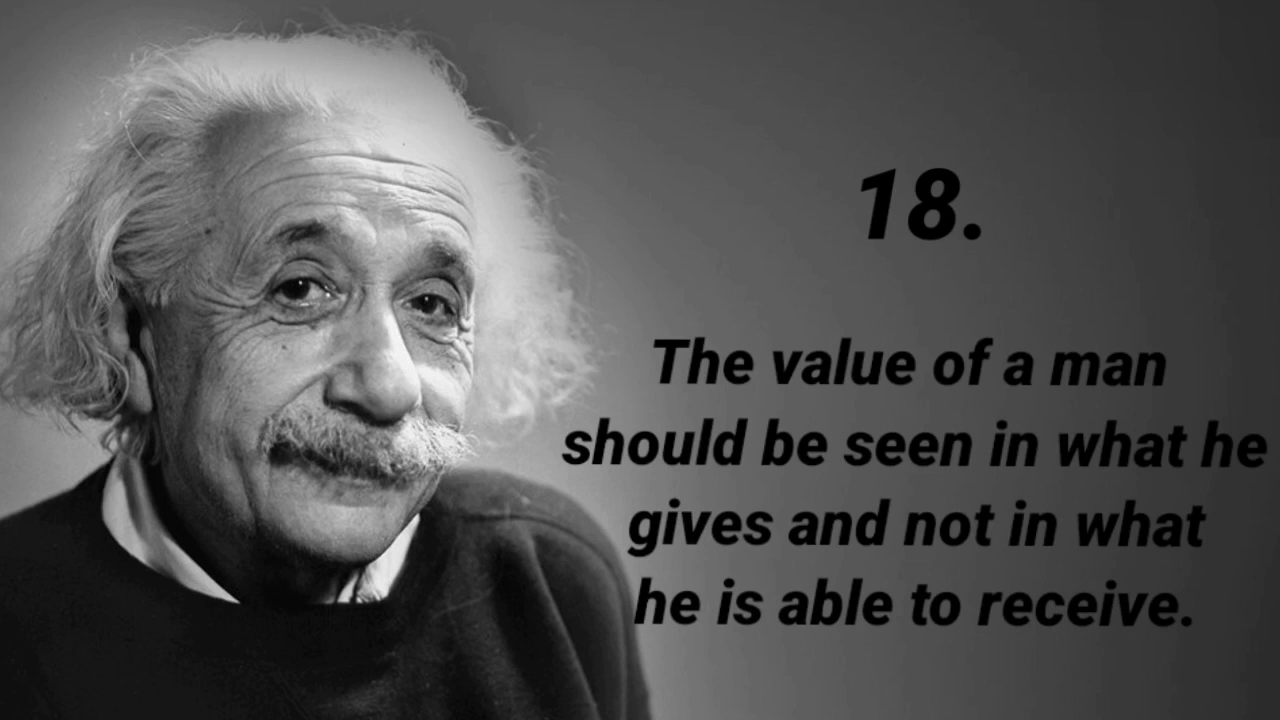 18.
The value of a man
should be seen in what he
gives and not in what
he is able to receive.